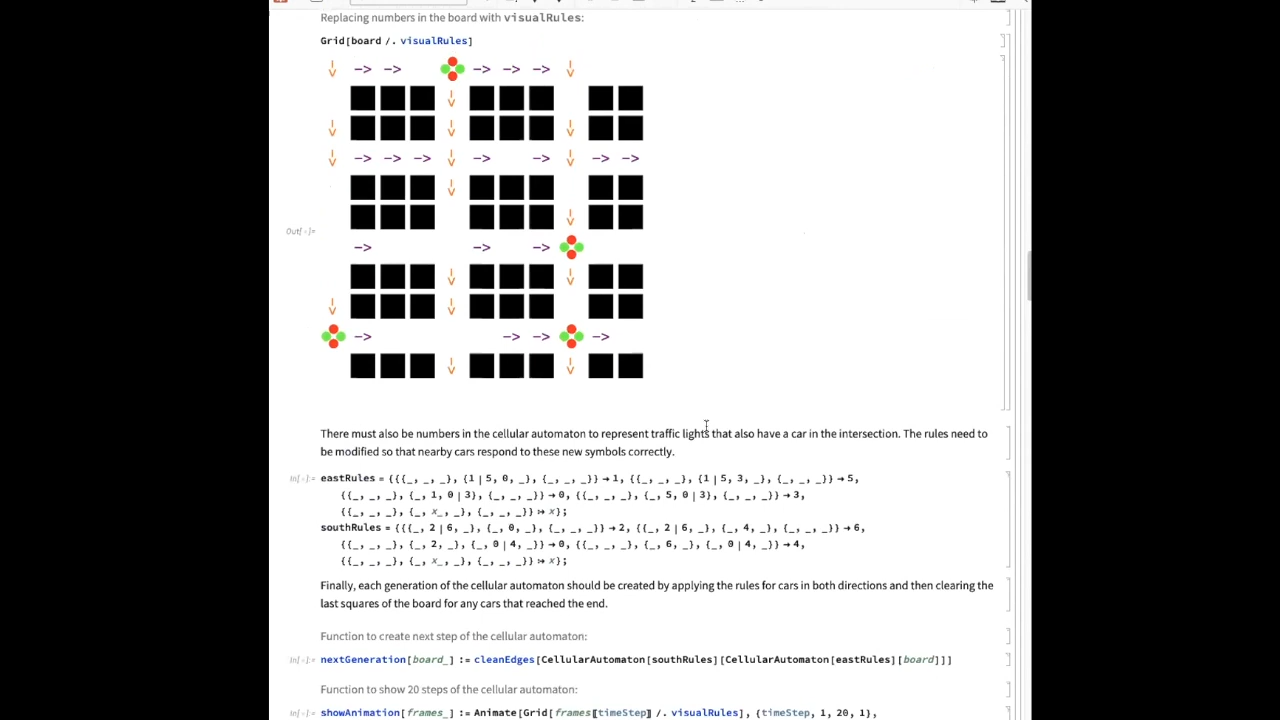 Replacing numbers in the board with visualRules:
Grid[board /. visualRules]
Out[◦]=
There must also be numbers in the cellular automaton to represent traffic lights that also have a car in the intersection. The rules need to
be modified so that nearby cars respond to these new symbols correctly.
In[◦]:= eastRules = {{{_, _, _}, {1 | 5, 0, _}, {_, _, _}} → 1, {{_, _, _}, {1 | 5, 3, _}, {_, _, _}} → 5,
{{_, _, _}, {_, 1, 0 | 3}, {_, _, _}} → 0, {{_, _, _}, {_, 5, 0 | 3}, {_, _, _}} → 3,
{{_, _, _}, {_, x_, _}, {_, _, _}} ⧴ x};
southRules = {{{_, 2 | 6, _}, {_, 0, _}, {_, _, _}} → 2, {{_, 2 | 6, _}, {_, 4, _}, {_, _, _}} → 6,
{{_, _, _}, {_, 2, _}, {_, 0 | 4, _}} → 0, {{_, _, _}, {_, 6, _}, {_, 0 | 4, _}} → 4,
{{_, _, _}, {_, x_, _}, {_, _, _}} ⧴ x};
Finally, each generation of the cellular automaton should be created by applying the rules for cars in both directions and then clearing the
last squares of the board for any cars that reached the end.
Function to create next step of the cellular automaton:
In[◦]:= nextGeneration[board_] := cleanEdges[CellularAutomaton[southRules][CellularAutomaton[eastRules][board]]]
Function to show 20 steps of the cellular automaton:
In[◦]:= showAnimation[frames_] := Animate[Grid[frames〚timeStep〛 /. visualRules], {timeStep, 1, 20, 1},